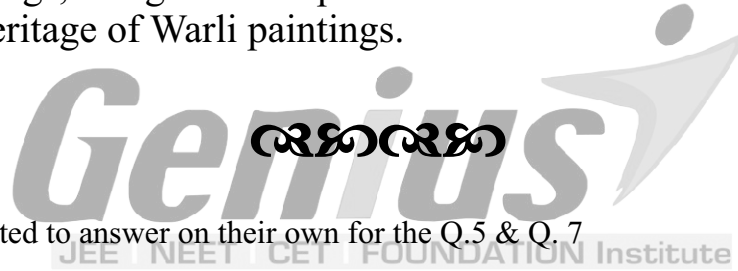 eritage of Warli paintings.
Genius
ted to answer on their own for the Q.5 & Q. 7
JEE NEET CET FOUNDATION Institute